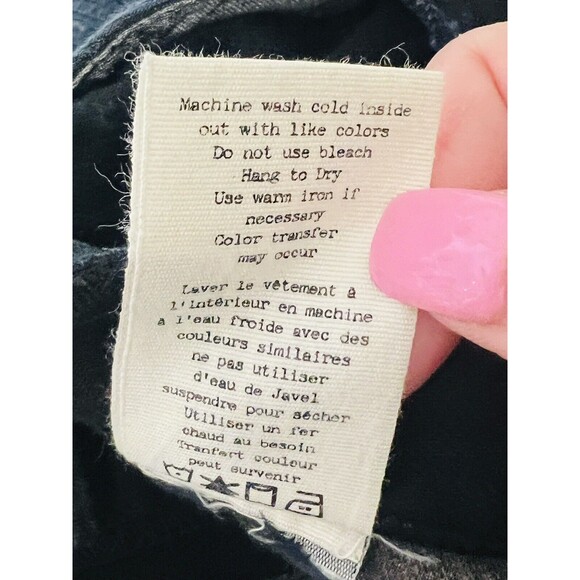 Machine wash cold inside
out with like colors
Do not use bleach
Hang to Dry
Use warm iron if
necessary
Color transfer
may occur
Laver le vêtement à
l'intérieur en machine
à l'eau froide avec des
couleurs similaires
ne pas utiliser
d'eau de Javel
suspendre pour sécher
Utiliser un fer
chaud au besoin
Tranfert couleur
peut survenir